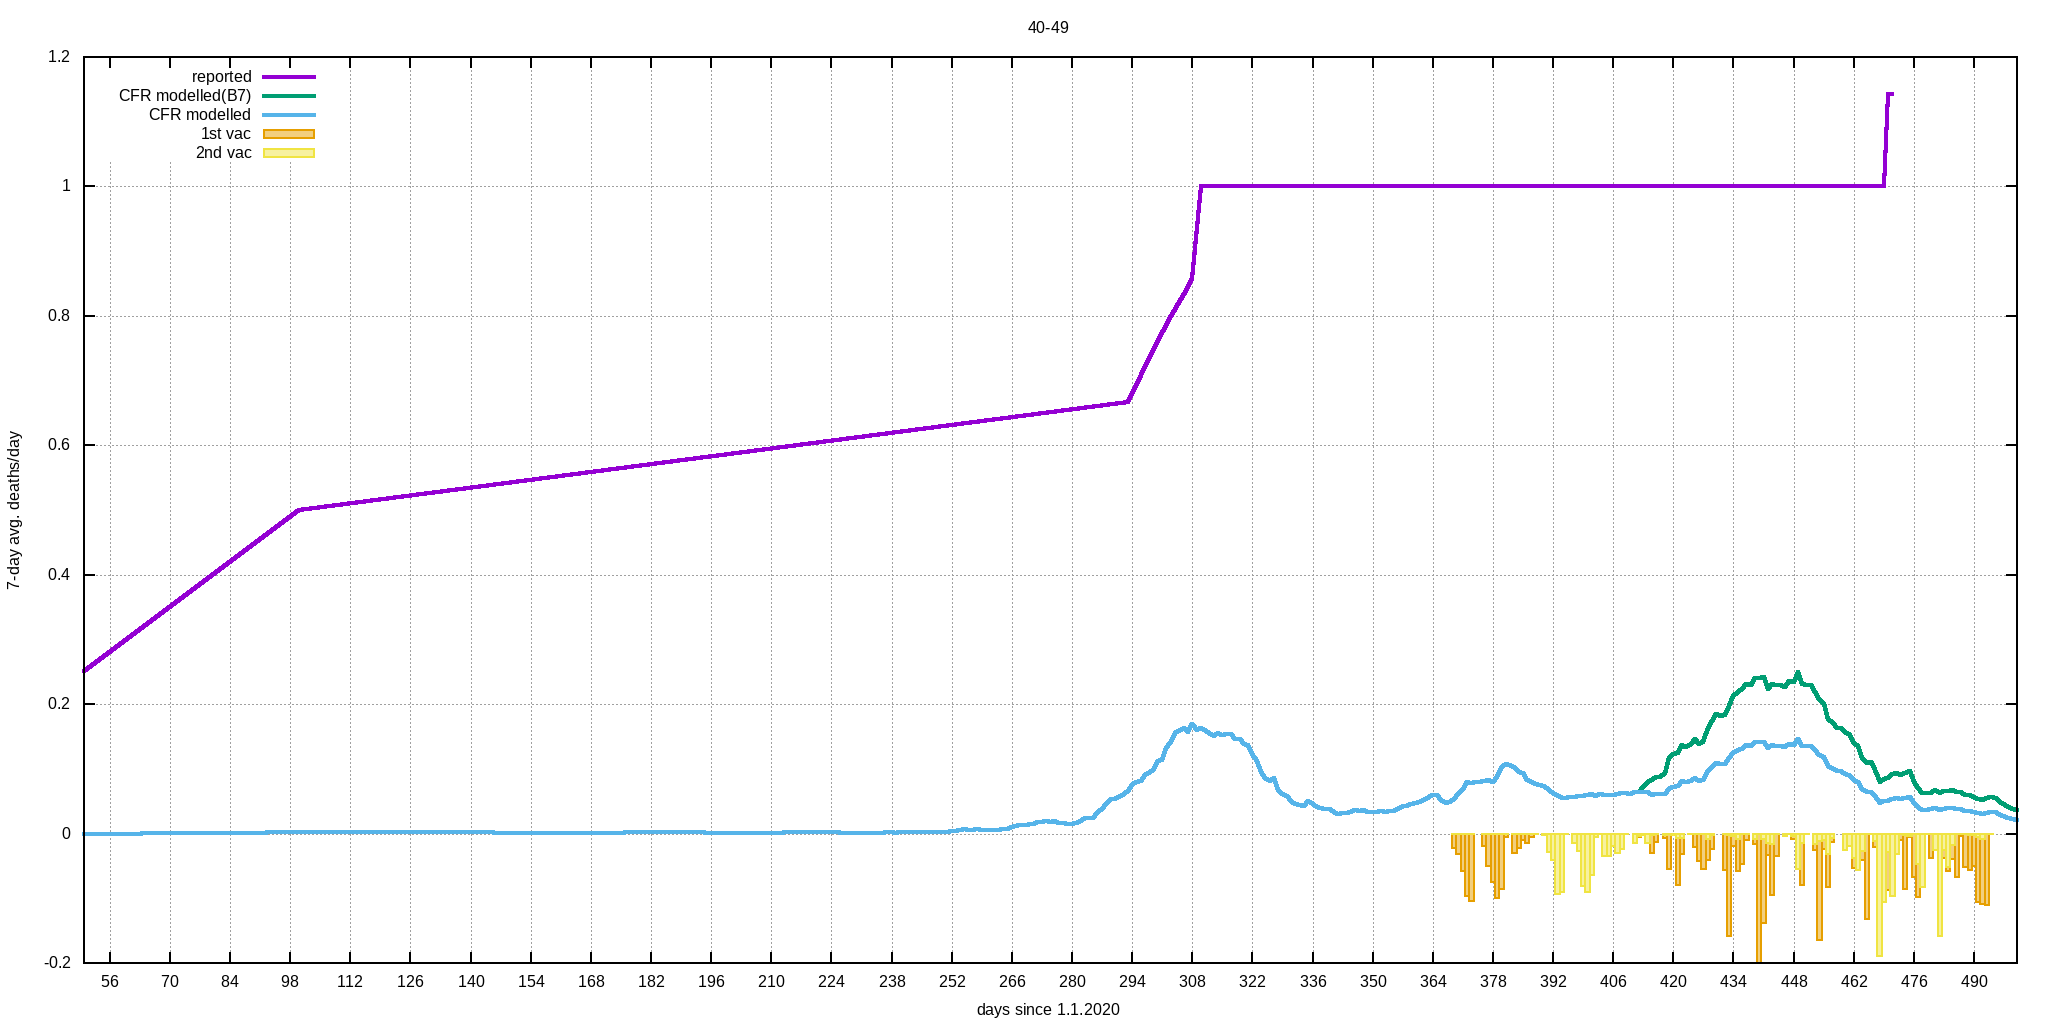 40-49
reported
CFR modelled(B7)
CFR modelled
1st vac
2nd vac
1.2
1
0.8
0.6
0.4
0.2
0
-0.2
7-day avg. deaths/day
56 70 84 98 112 126 140 154 168 182 196 210 224 238 252 266 280 294 308 322 336 350 364 378 392 406 420 434 448 462 476 490
days since 1.1.2020